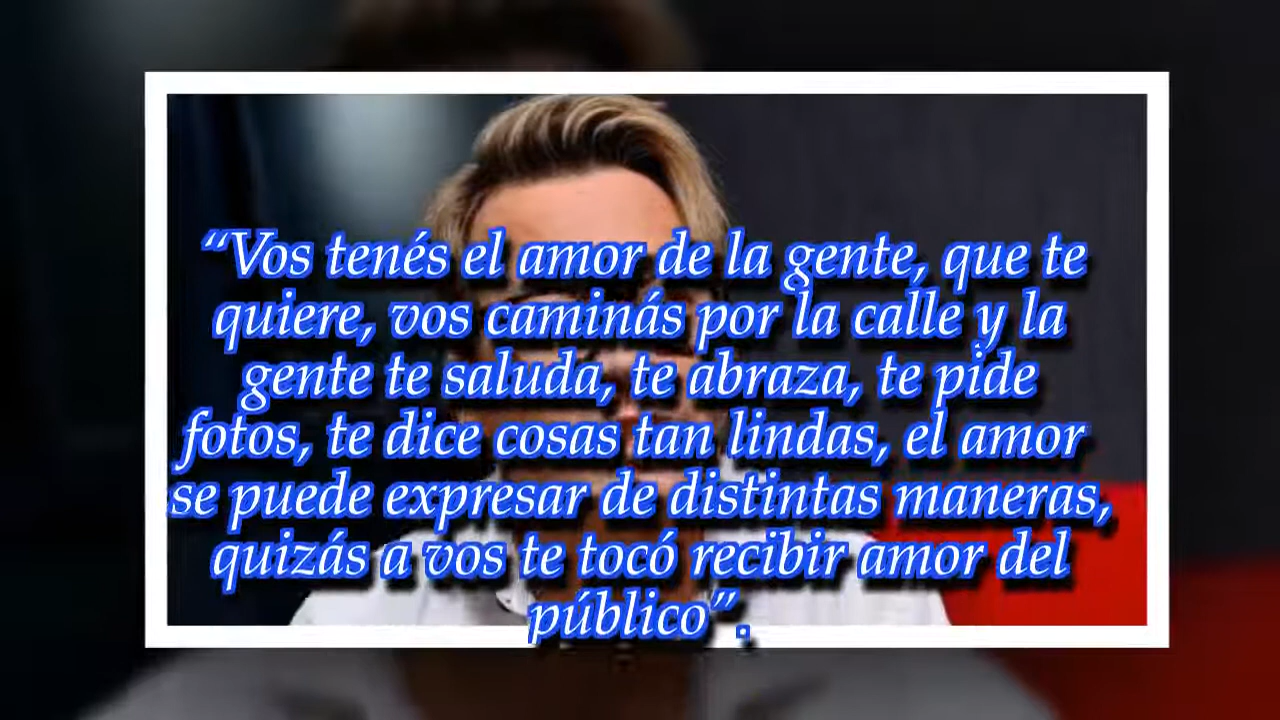 “Vos tenés el amor de la gente, que te
quiere, vos caminás por la calle y la
gente te saluda, te abraza, te pide
fotos, te dice cosas tan lindas, el amor
se puede expresar de distintas maneras,
quizás a vos te tocó recibir amor del
público”.